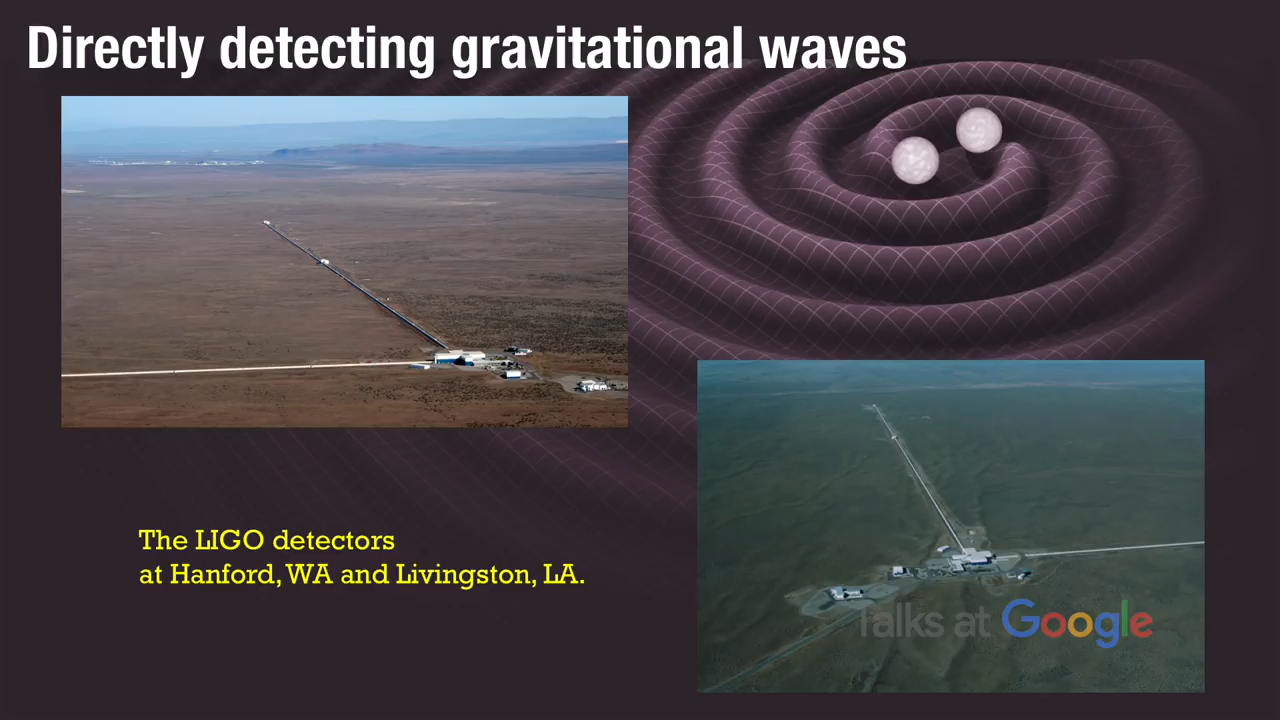 Directly detecting gravitational waves
The LIGO detectors
at Hanford, WA and Livingston, LA.
Talks at Google